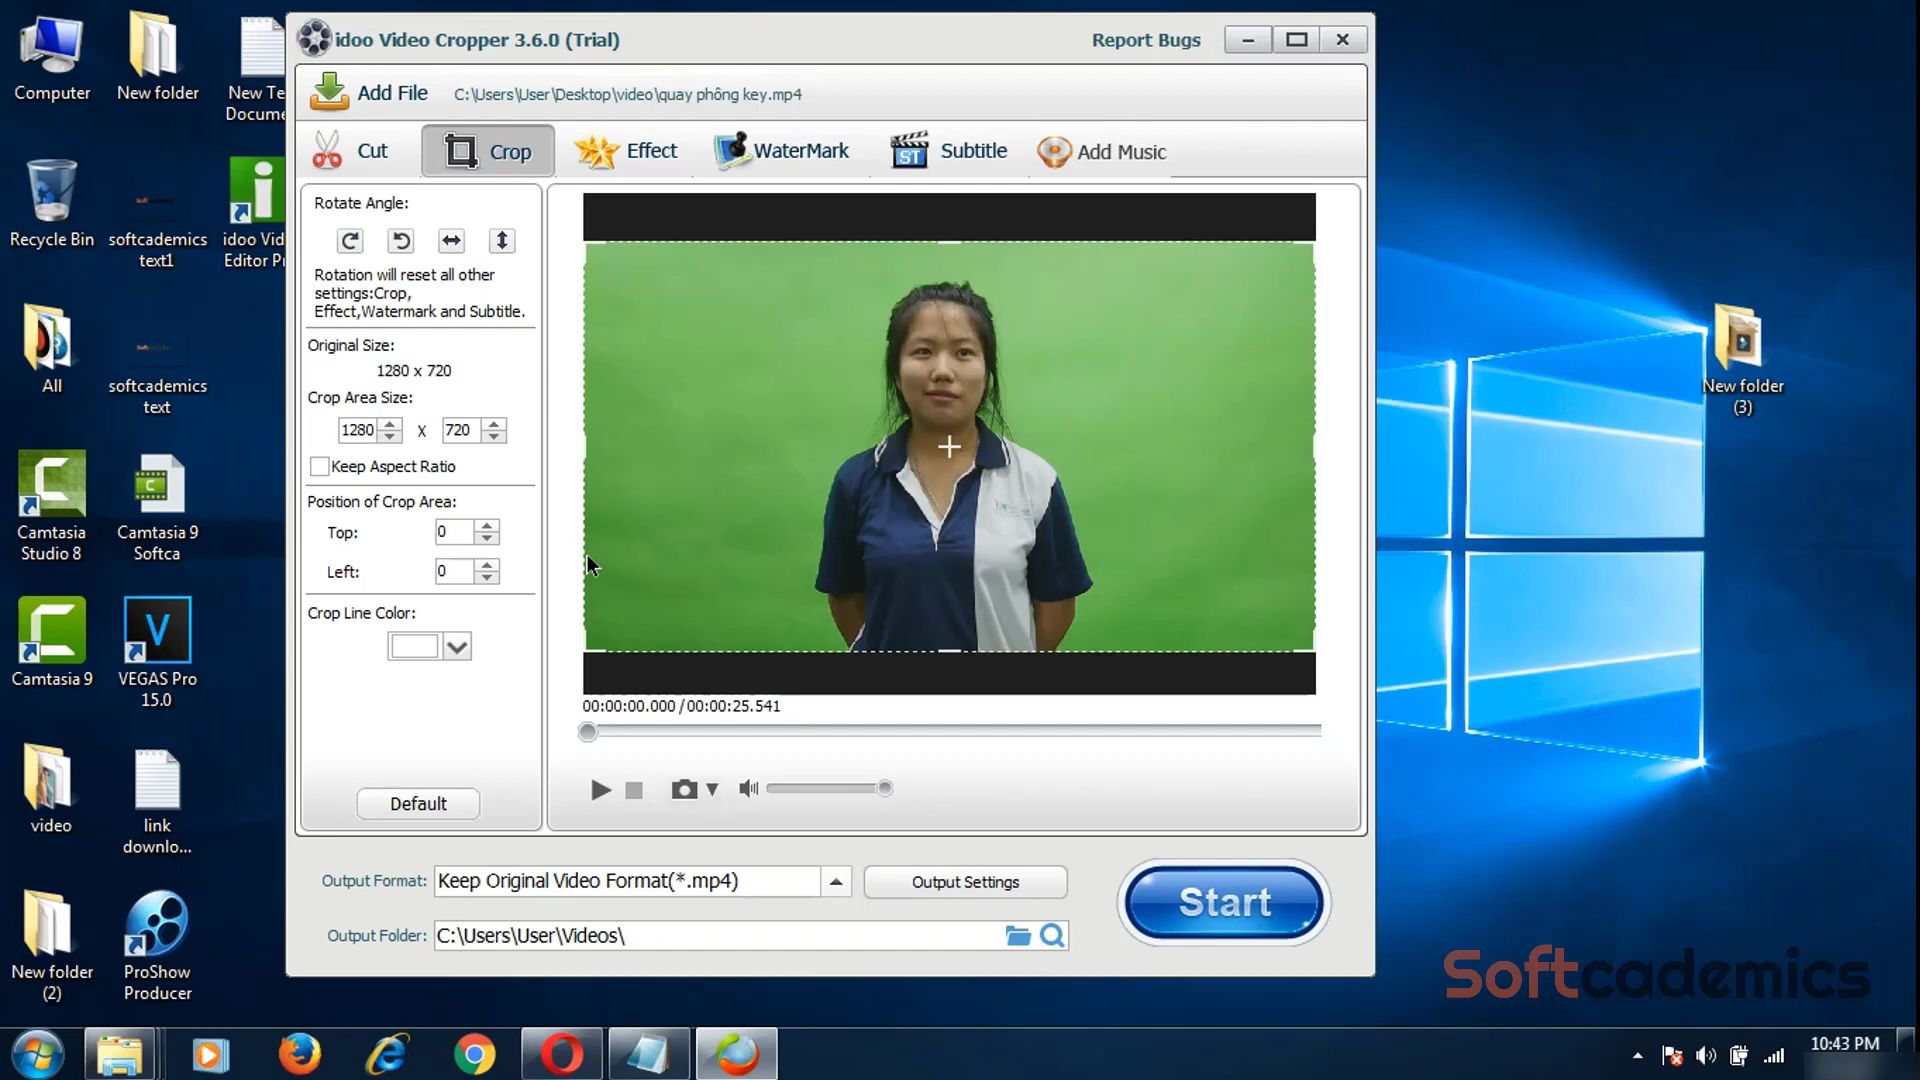 Computer
New folder
New Te
Docume
Recycle Bin
softcademics
text1
idoo Vid
Editor Pr
All
softcademics
text
Camtasia
Studio 8
Camtasia 9
Softca
Camtasia 9
VEGAS Pro
15.0
video
link
downlo...
New folder
(2)
ProShow
Producer
idoo Video Cropper 3.6.0 (Trial)
Report Bugs
Add File
C:\Users\User\Desktop\video\quay phông key.mp4
Cut
Crop
Effect
WaterMark
ST
Subtitle
Add Music
Rotate Angle:
Rotation will reset all other
settings:Crop,
Effect,Watermark and Subtitle.
Original Size:
1280 x 720
Crop Area Size:
1280 x 720
Keep Aspect Ratio
Position of Crop Area:
Top: 0
Left: 0
Crop Line Color:
Default
00:00:00.000 / 00:00:25.541
Output Format: Keep Original Video Format(*.mp4)
Output Settings
Output Folder: C:\Users\User\Videos\
Start
New folder
(3)
Softcademics
10:43 PM